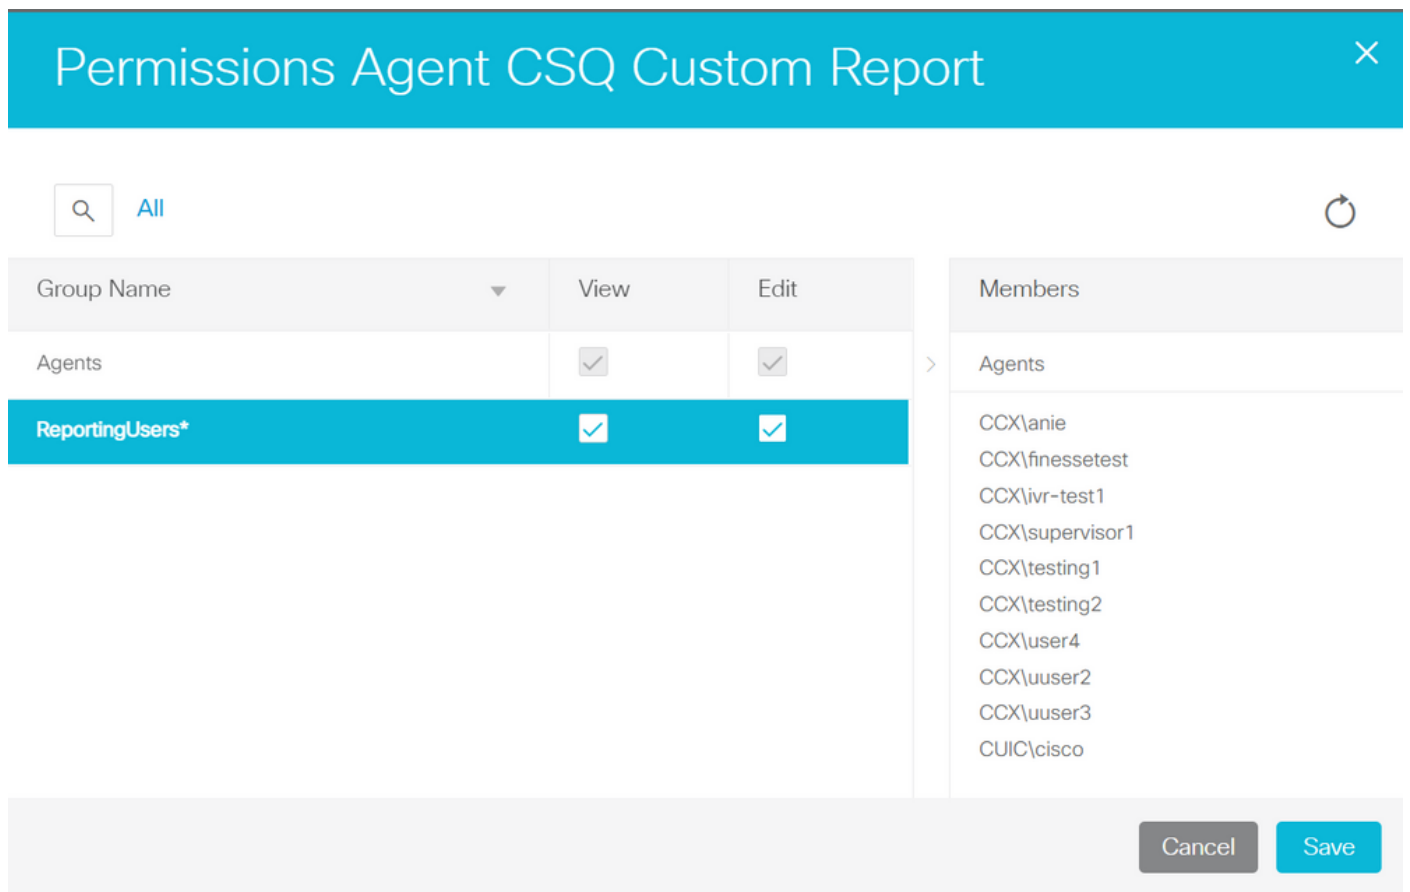 Permissions Agent CSQ Custom Report
All
Group Name View Edit Members
Agents Agents
ReportingUsers*
CCX\anie
CCX\finessetest
CCX\ivr-test1
CCX\supervisor1
CCX\testing1
CCX\testing2
CCX\user4
CCX\uuser2
CCX\uuser3
CUIC\cisco
Cancel Save